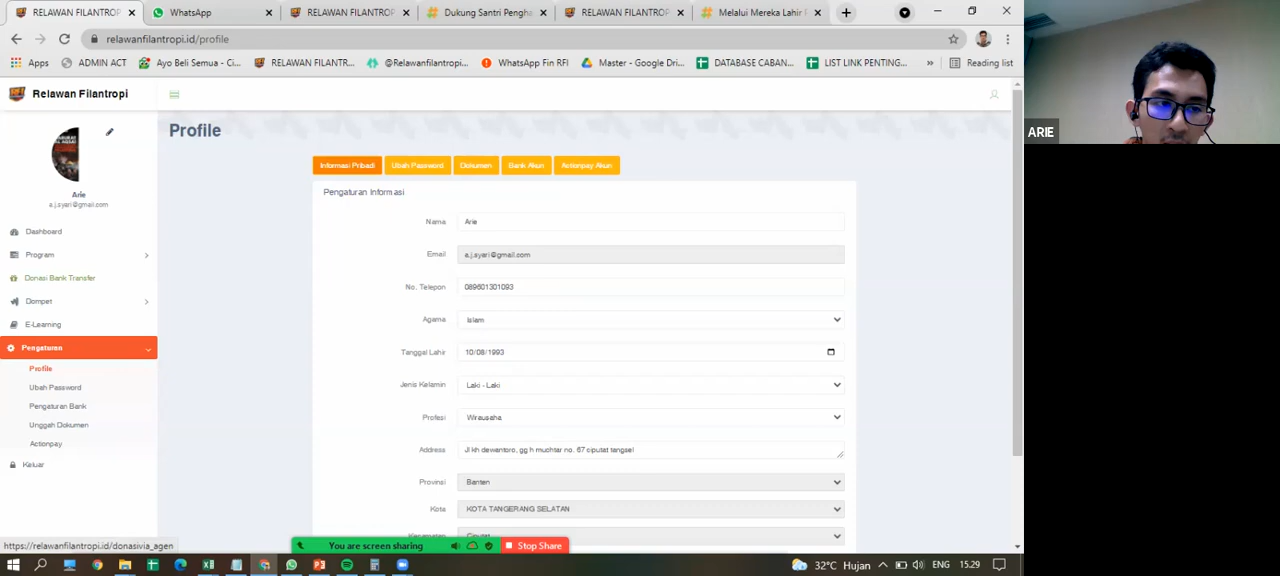 RELAWAN FILANTROP
WhatsApp
RELAWAN FILANTROP
Dukung Santri Pengha
RELAWAN FILANTROP
Melalui Mereka Lahir
relawanfilantropi.id/profile
Apps
ADMIN ACT
Ayo Beli Semua - Ci...
RELAWAN FILANTR...
@Relawanfilantropi...
WhatsApp Fin RFI
Master - Google Dri...
DATABASE CABAN...
LIST LINK PENTING...
»
Reading list
Relawan Filantropi
Arie
a.j.syari@gmail.com
Dashboard
Program
Donasi Bank Transfer
Dompet
E-Learning
Pengaturan
Profile
Ubah Password
Pengaturan Bank
Unggah Dokumen
Actionpay
Keluar
Profile
Informasi Pribadi
Ubah Password
Dokumen
Bank Akun
Actionpay Akun
Pengaturan Informasi
Nama Arie
Email a.j.syari@gmail.com
No. Telepon 089601301093
Agama Islam
Tanggal Lahir 10/08/1993
Jenis Kelamin Laki - Laki
Profesi Wirausaha
Address Jl kh dewantoro, gg h muchtar no. 67 ciputat tangsel
Provinsi Banten
Kota KOTA TANGERANG SELATAN
Kecamatan Ciputat
https://relawanfilantropi.id/donasivia_agen
You are screen sharing
Stop Share
32°C Hujan
ENG
15.29
ARIE